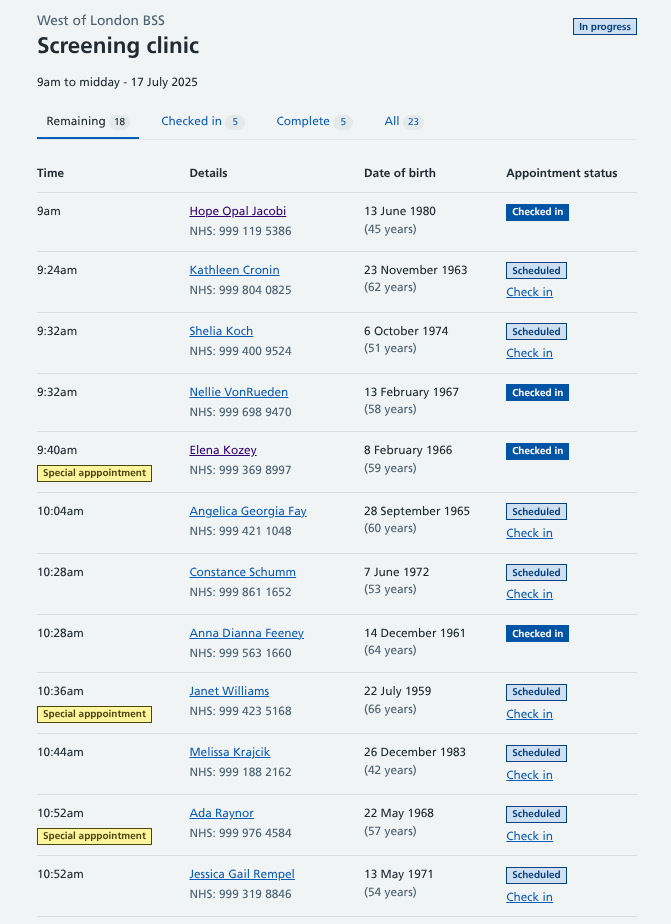 West of London BSS
In progress
Screening clinic
9am to midday - 17 July 2025
Remaining 18 Checked in 5 Complete 5 All 23
Time Details Date of birth Appointment status
9am Hope Opal Jacobi 13 June 1980 Checked in
NHS: 999 119 5386 (45 years)
9:24am Kathleen Cronin 23 November 1963 Scheduled
NHS: 999 804 0825 (62 years) Check in
9:32am Shelia Koch 6 October 1974 Scheduled
NHS: 999 400 9524 (51 years) Check in
9:32am Nellie VonRueden 13 February 1967 Checked in
NHS: 999 698 9470 (58 years)
9:40am Elena Kozey 8 February 1966 Checked in
Special apppointment NHS: 999 369 8997 (59 years)
10:04am Angelica Georgia Fay 28 September 1965 Scheduled
NHS: 999 421 1048 (60 years) Check in
10:28am Constance Schumm 7 June 1972 Scheduled
NHS: 999 861 1652 (53 years) Check in
10:28am Anna Dianna Feeney 14 December 1961 Checked in
NHS: 999 563 1660 (64 years)
10:36am Janet Williams 22 July 1959 Scheduled
Special apppointment NHS: 999 423 5168 (66 years) Check in
10:44am Melissa Krajcik 26 December 1983 Scheduled
NHS: 999 188 2162 (42 years) Check in
10:52am Ada Raynor 22 May 1968 Scheduled
Special apppointment NHS: 999 976 4584 (57 years) Check in
10:52am Jessica Gail Rempel 13 May 1971 Scheduled
NHS: 999 319 8846 (54 years) Check in